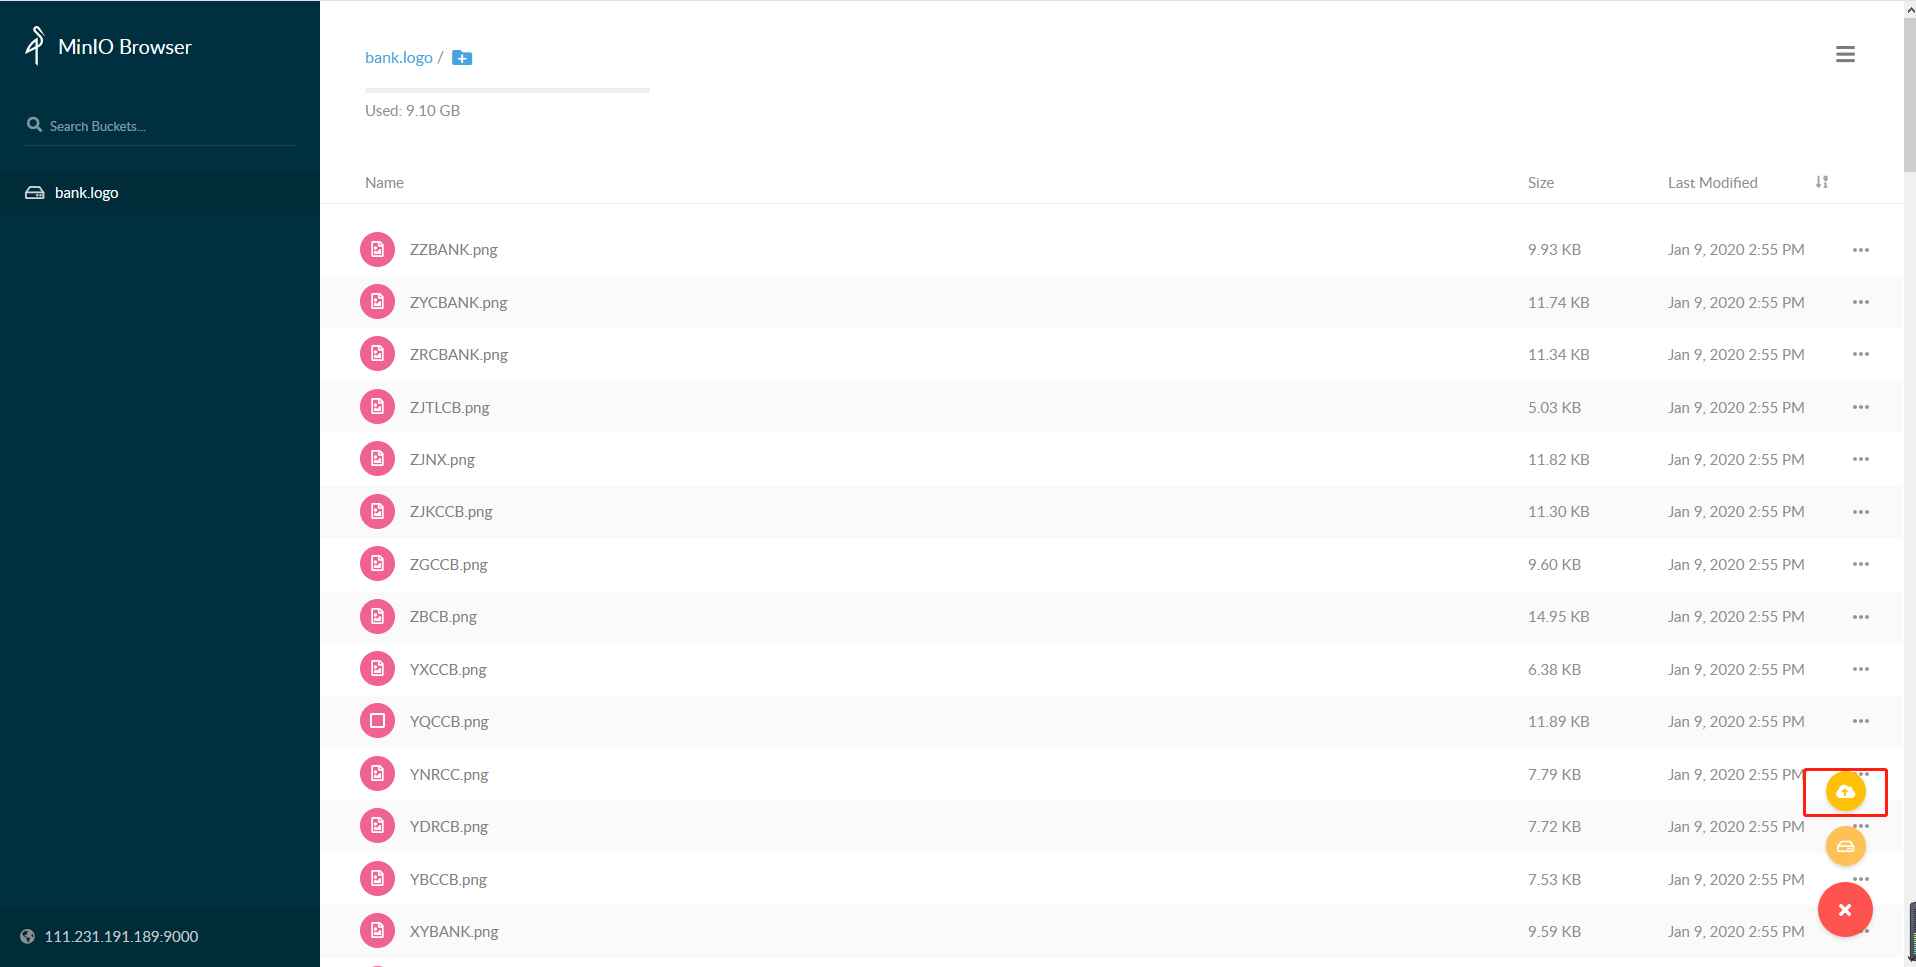 MinIO Browser
Search Buckets...
bank.logo
111.231.191.189:9000
bank.logo /
Used: 9.10 GB
Name Size Last Modified
ZZBANK.png 9.93 KB Jan 9, 2020 2:55 PM
ZYCBANK.png 11.74 KB Jan 9, 2020 2:55 PM
ZRCBANK.png 11.34 KB Jan 9, 2020 2:55 PM
ZJTLCB.png 5.03 KB Jan 9, 2020 2:55 PM
ZJNX.png 11.82 KB Jan 9, 2020 2:55 PM
ZJKCCB.png 11.30 KB Jan 9, 2020 2:55 PM
ZGCCB.png 9.60 KB Jan 9, 2020 2:55 PM
ZBCB.png 14.95 KB Jan 9, 2020 2:55 PM
YXCCB.png 6.38 KB Jan 9, 2020 2:55 PM
YQCCB.png 11.89 KB Jan 9, 2020 2:55 PM
YNRCC.png 7.79 KB Jan 9, 2020 2:55 PM
YDRCB.png 7.72 KB Jan 9, 2020 2:55 PM
YBCCB.png 7.53 KB Jan 9, 2020 2:55 PM
XYBANK.png 9.59 KB Jan 9, 2020 2:55 PM